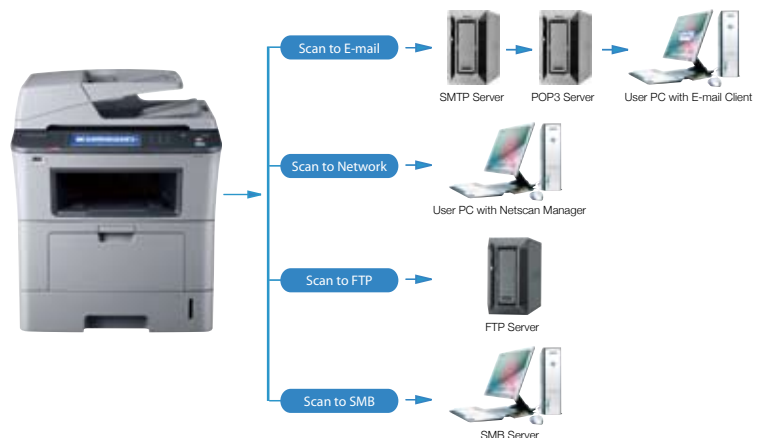 Scan to E-mail
SMTP Server
POP3 Server
User PC with E-mail Client
Scan to Network
User PC with Netscan Manager
Scan to FTP
FTP Server
Scan to SMB
SMB Server